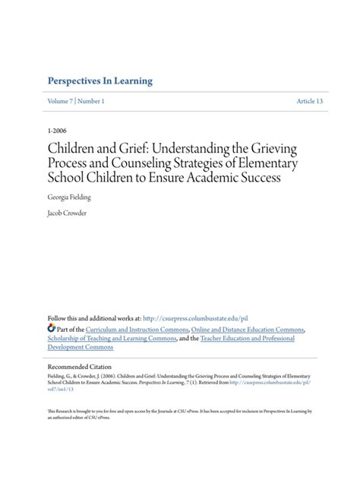 Perspectives In Learning
Volume 7 | Number 1
Article 13
1-2006
Children and Grief: Understanding the Grieving
Process and Counseling Strategies of Elementary
School Children to Ensure Academic Success
Georgia Fielding
Jacob Crowder
Follow this and additional works at: http://csuepress.columbusstate.edu/pil
Part of the Curriculum and Instruction Commons, Online and Distance Education Commons,
Scholarship of Teaching and Learning Commons, and the Teacher Education and Professional
Development Commons
Recommended Citation
Fielding, G., & Crowder, J. (2006). Children and Grief: Understanding the Grieving Process and Counseling Strategies of Elementary
School Children to Ensure Academic Success. Perspectives In Learning, 7 (1). Retrieved from http://csuepress.columbusstate.edu/pil/
vol7/iss1/13
This Research is brought to you for free and open access by the Journals at CSU ePress. It has been accepted for inclusion in Perspectives In Learning by
an authorized editor of CSU ePress.